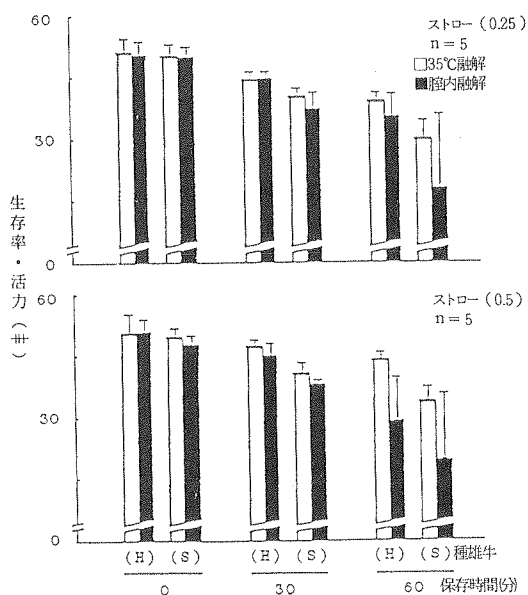 60
ストロー(0.25)
n = 5
35℃融解
腟内融解
30
0
生存率・活力(卅)
60
ストロー(0.5)
n = 5
30
0
(H) (S) (H) (S) (H) (S) 種雄牛
0 30 60 保存時間(分)